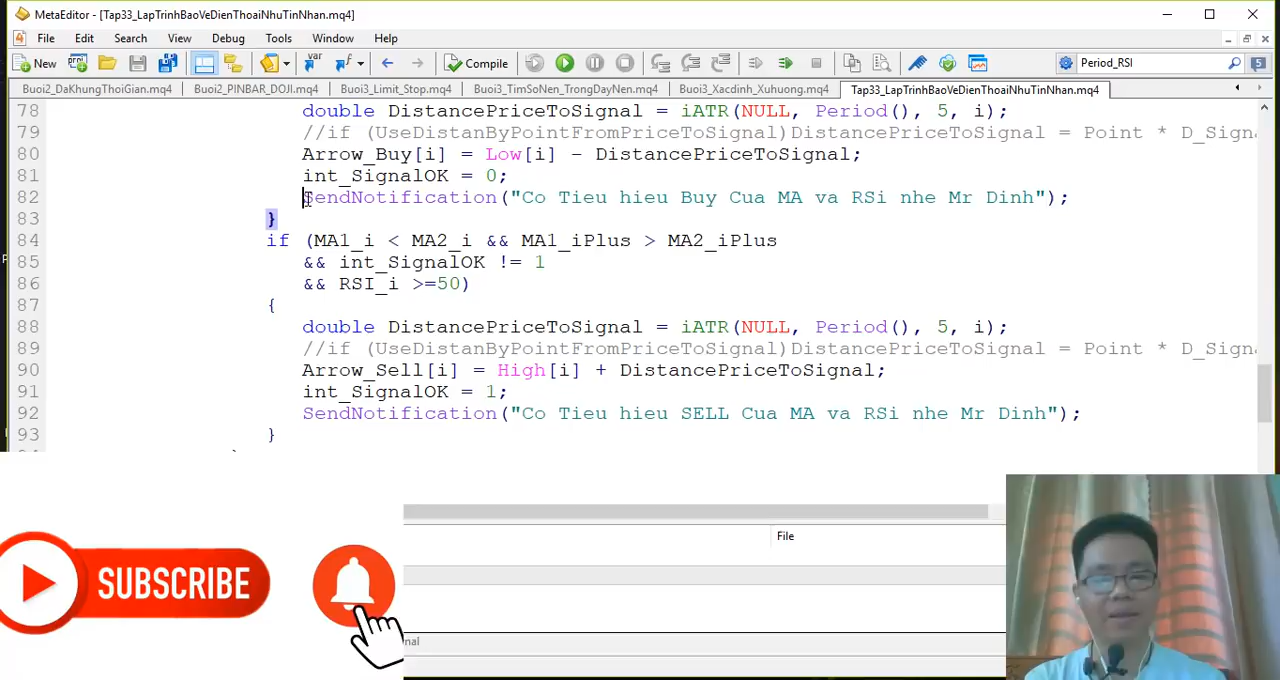 MetaEditor - [Tap33_LapTrinhBaoVeDienThoaiNhuTinNhan.mq4]
File Edit Search View Debug Tools Window Help
New Compile Period_RSI 5
Buoi2_DaKhungThoiGian.mq4 Buoi2_PINBAR_DOJI.mq4 Buoi3_Limit_Stop.mq4 Buoi3_TimSoNen_TrongDayNen.mq4 Buoi3_Xacdinh_Xuhuong.mq4 Tap33_LapTrinhBaoVeDienThoaiNhuTinNhan.mq4
78 double DistancePriceToSignal = iATR(NULL, Period(), 5, i);
79 //if (UseDistanByPointFromPriceToSignal)DistancePriceToSignal = Point * D_Signa
80 Arrow_Buy[i] = Low[i] - DistancePriceToSignal;
81 int_SignalOK = 0;
82 SendNotification("Co Tieu hieu Buy Cua MA va RSi nhe Mr Dinh");
83 }
84 if (MA1_i < MA2_i && MA1_iPlus > MA2_iPlus
85 && int_SignalOK != 1
86 && RSI_i >=50)
87 {
88 double DistancePriceToSignal = iATR(NULL, Period(), 5, i);
89 //if (UseDistanByPointFromPriceToSignal)DistancePriceToSignal = Point * D_Signa
90 Arrow_Sell[i] = High[i] + DistancePriceToSignal;
91 int_SignalOK = 1;
92 SendNotification("Co Tieu hieu SELL Cua MA va RSi nhe Mr Dinh");
93 }
File
SUBSCRIBE
nal